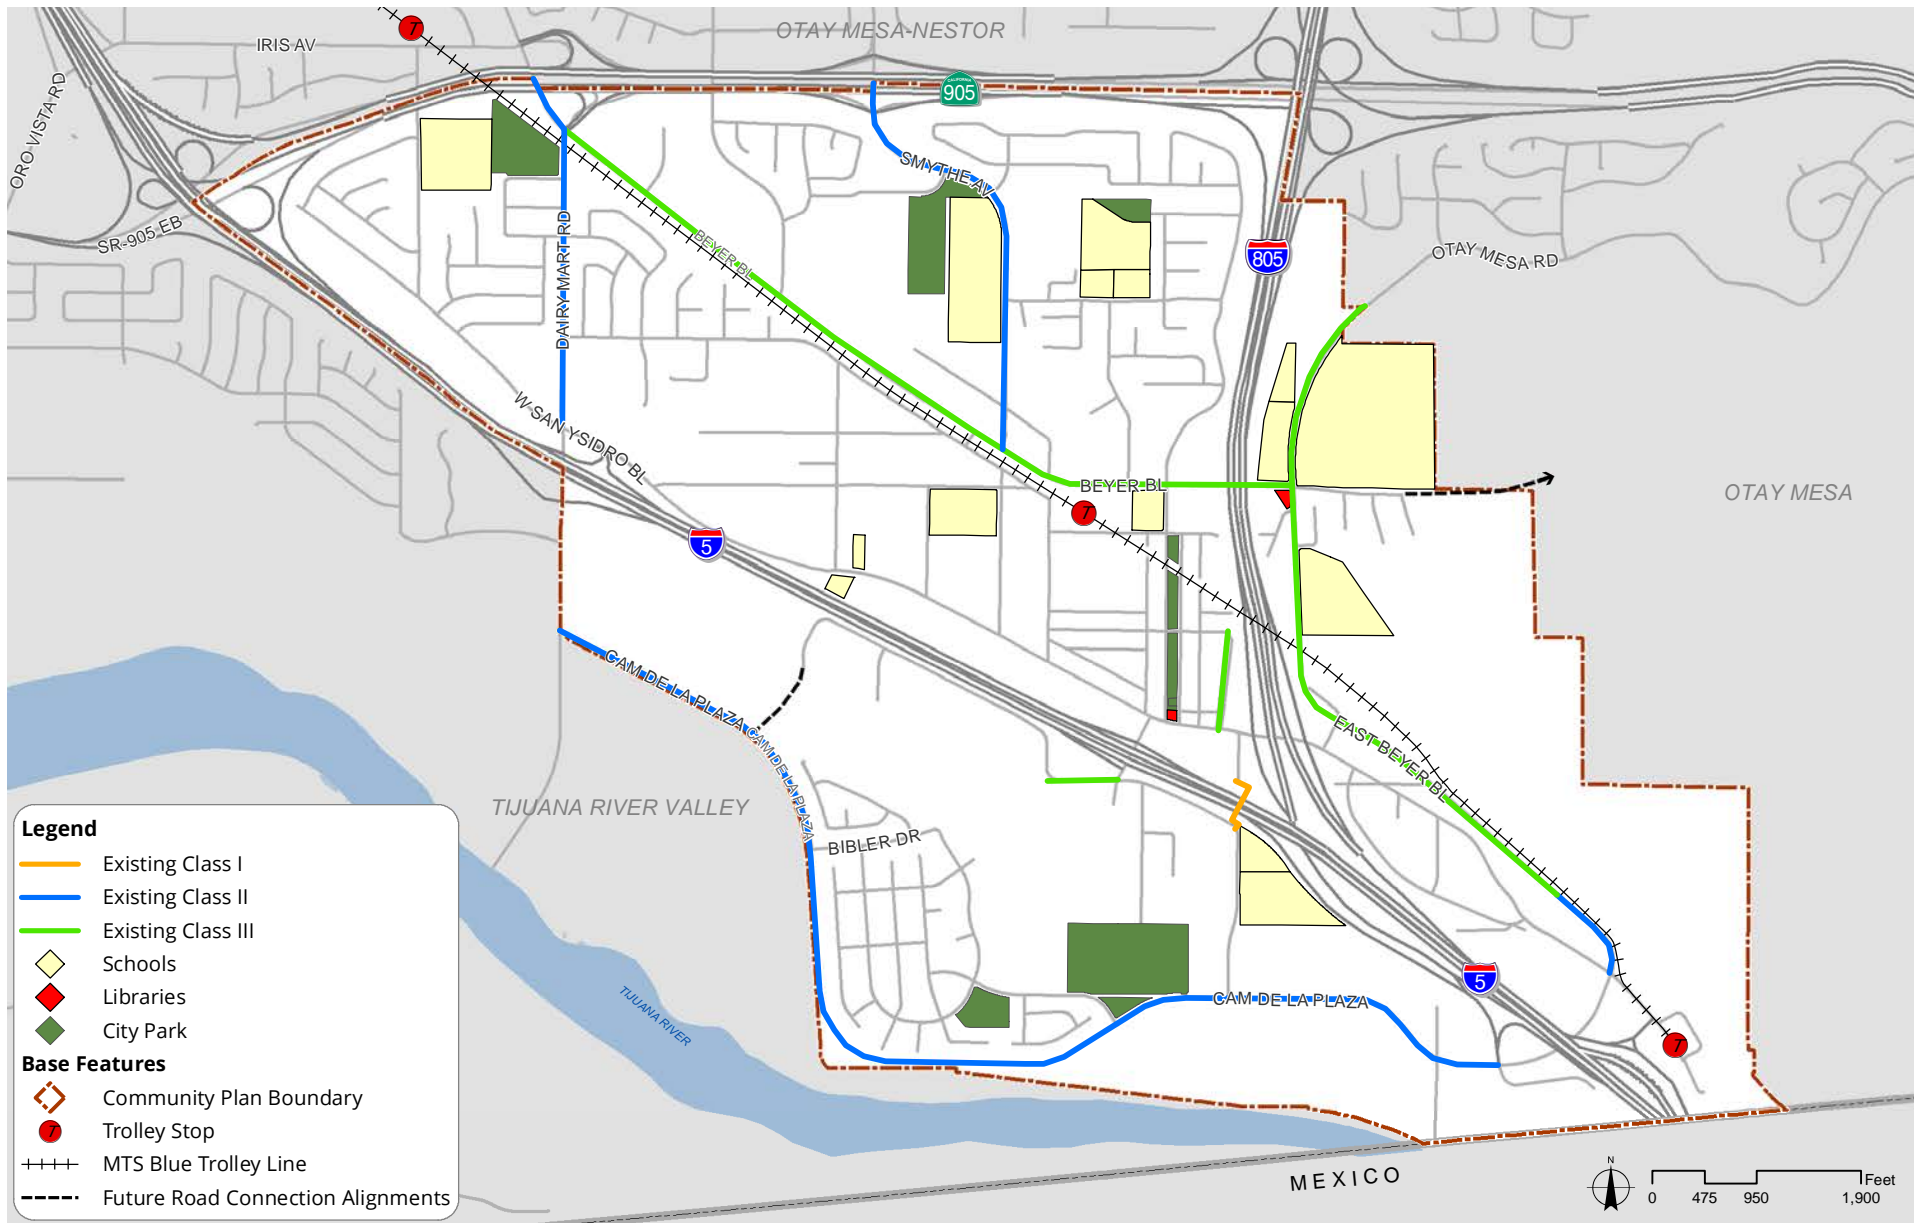 OTAY MESA-NESTOR
IRIS AV
CALIFORNIA
905
ORO VISTA RD
SMYTHE AV
SR-905 EB
DAIRY MART RD
BEYER BL
805
OTAY MESA RD
W SAN YSIDRO BL
BEYER BL
OTAY MESA
T
T
5
CAM DE LA PLAZA
CAM DE LA PLAZA
EAST BEYER BL
TIJUANA RIVER VALLEY
BIBLER DR
5
CAM DE LA PLAZA
TIJUANA RIVER
T
MEXICO
Legend
Existing Class I
Existing Class II
Existing Class III
Schools
Libraries
City Park
Base Features
Community Plan Boundary
T
Trolley Stop
MTS Blue Trolley Line
Future Road Connection Alignments
N
Feet
0 475 950 1,900